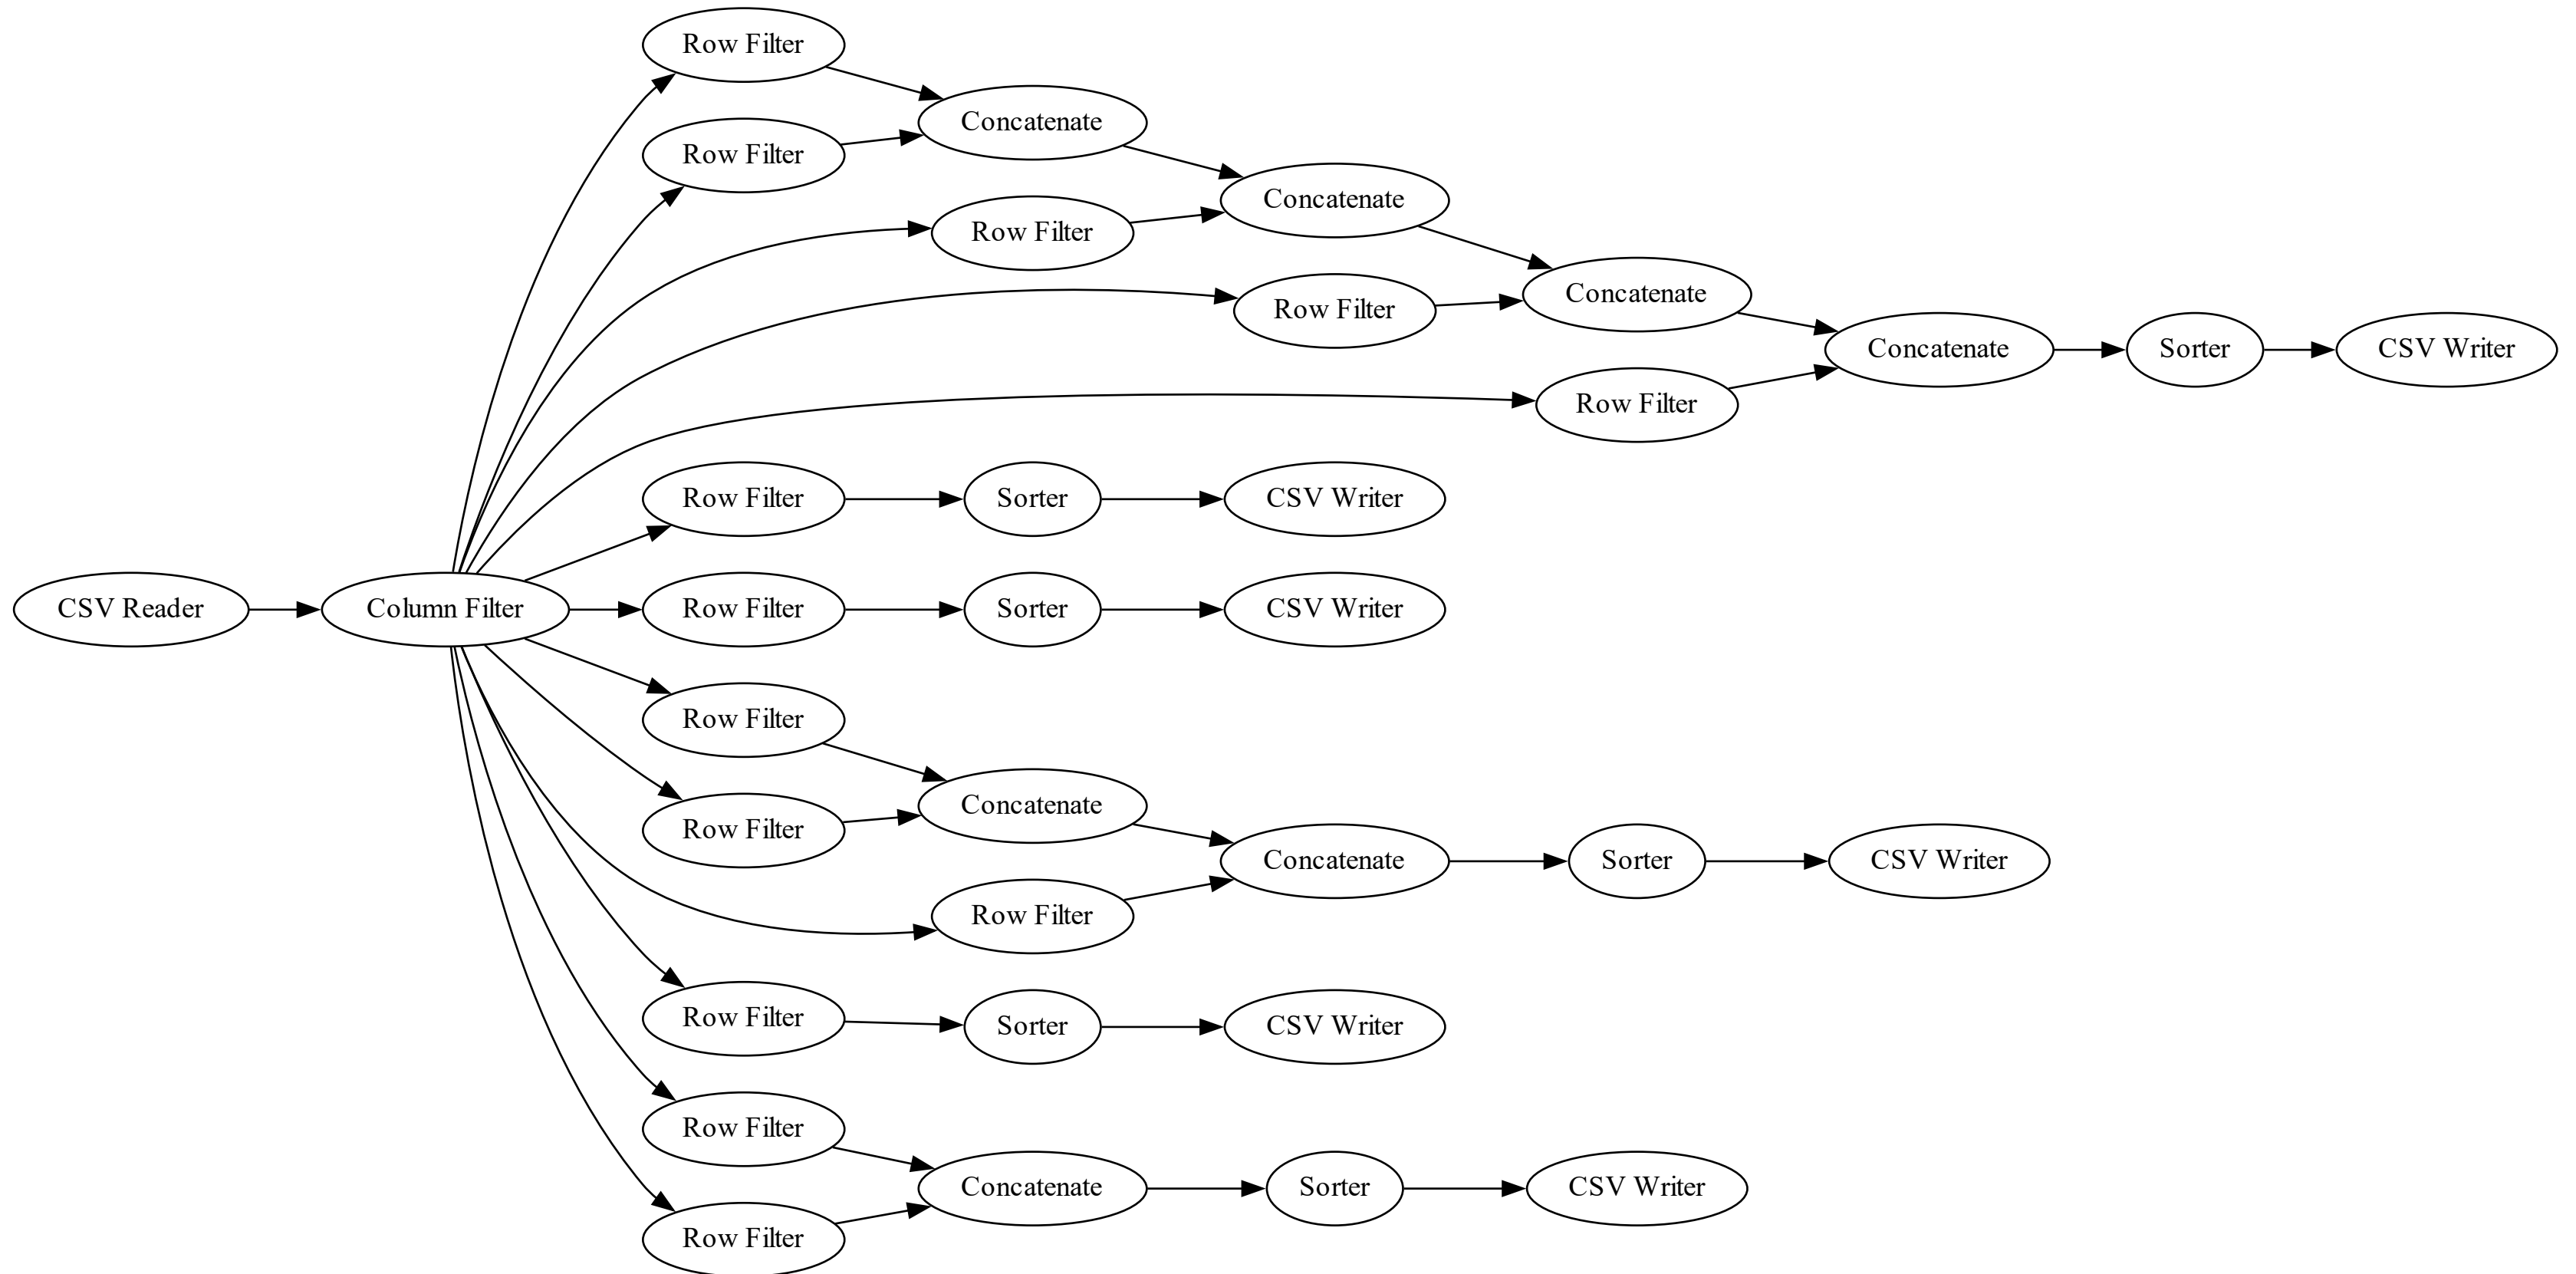 Row Filter
Concatenate
Row Filter
Concatenate
Row Filter
Concatenate
Row Filter
Concatenate
Sorter
CSV Writer
Row Filter
Row Filter
Sorter
CSV Writer
CSV Reader
Column Filter
Row Filter
Sorter
CSV Writer
Row Filter
Concatenate
Row Filter
Concatenate
Sorter
CSV Writer
Row Filter
Row Filter
Sorter
CSV Writer
Row Filter
Concatenate
Sorter
CSV Writer
Row Filter